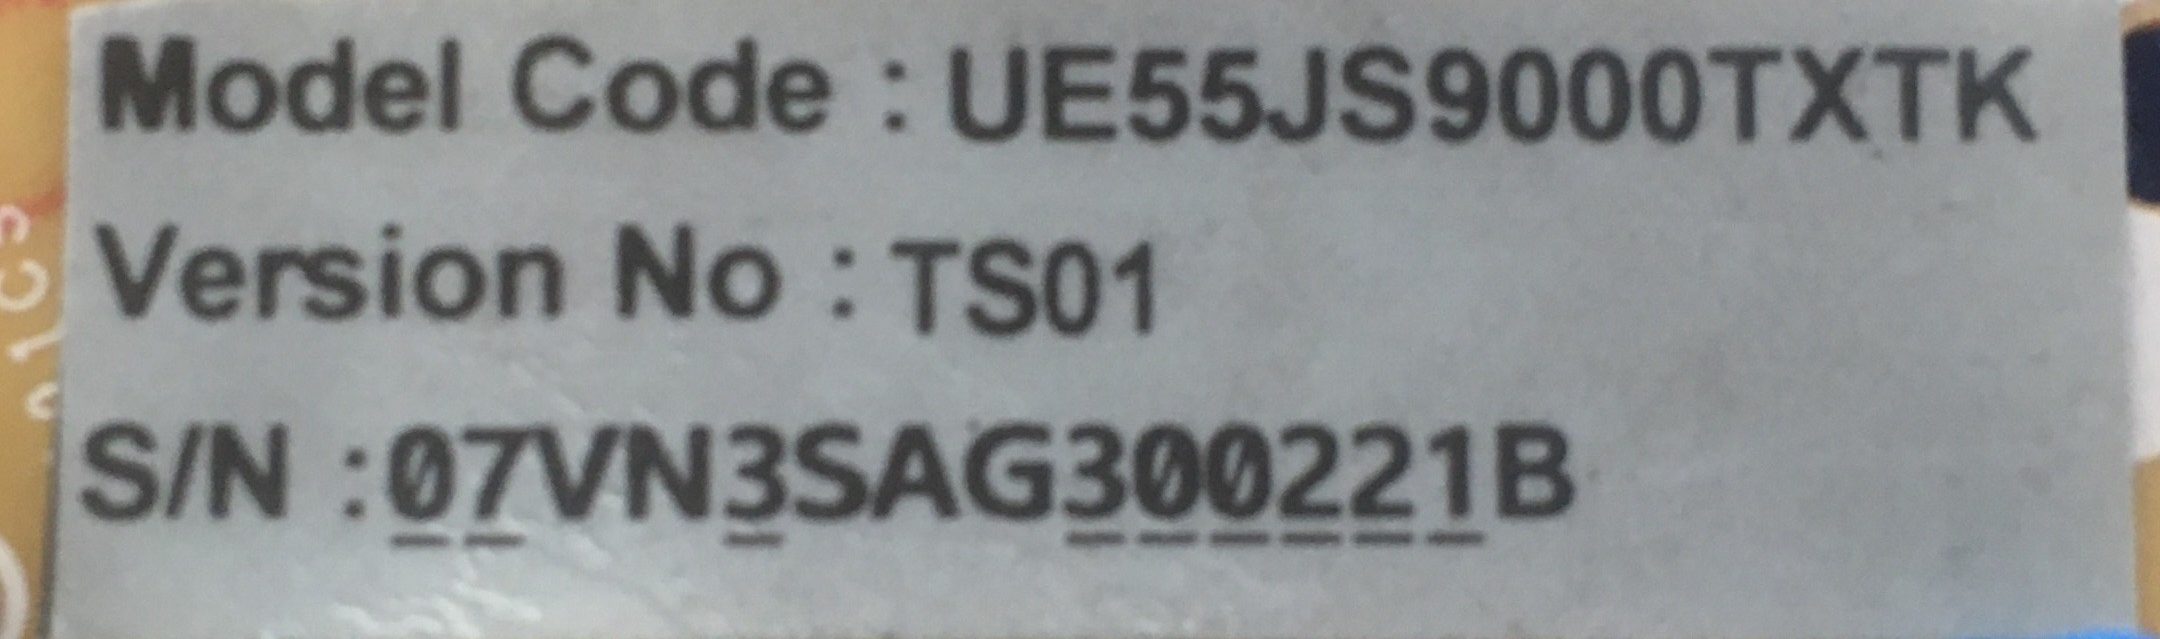 Model Code : UE55JS9000TXTK
Version No : TS01
S/N : 07VN3SAG300221B